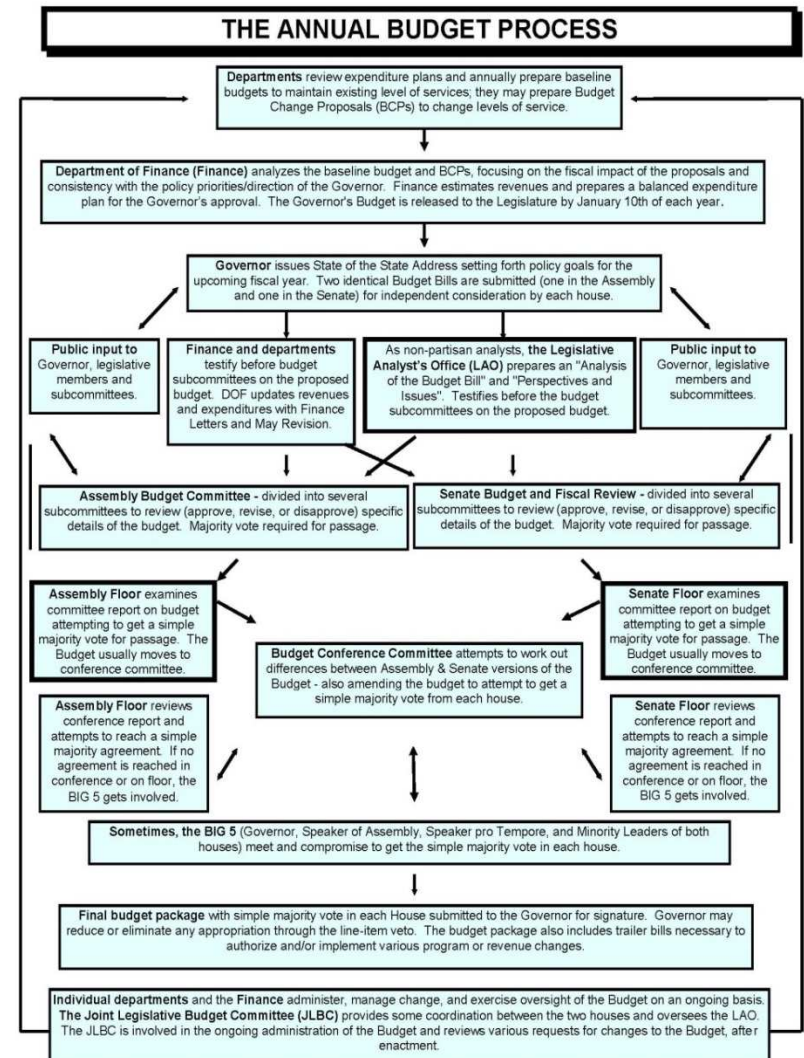 THE ANNUAL BUDGET PROCESS
Departments review expenditure plans and annually prepare baseline
budgets to maintain existing level of services; they may prepare Budget
Change Proposals (BCPs) to change levels of service.
Department of Finance (Finance) analyzes the baseline budget and BCPs, focusing on the fiscal impact of the proposals and
consistency with the policy priorities/direction of the Governor. Finance estimates revenues and prepares a balanced expenditure
plan for the Governor's approval. The Governor's Budget is released to the Legislature by January 10th of each year.
Governor issues State of the State Address setting forth policy goals for the
upcoming fiscal year. Two identical Budget Bills are submitted (one in the Assembly
and one in the Senate) for independent consideration by each house.
Public input to
Governor, legislative
members and
subcommittees.
Finance and departments
testify before budget
subcommittees on the proposed
budget. DOF updates revenues
and expenditures with Finance
Letters and May Revision.
As non-partisan analysts, the Legislative
Analyst's Office (LAO) prepares an "Analysis
of the Budget Bill" and "Perspectives and
Issues". Testifies before the budget
subcommittees on the proposed budget.
Public input to
Governor, legislative
members and
subcommittees.
Assembly Budget Committee - divided into several
subcommittees to review (approve, revise, or disapprove) specific
details of the budget. Majority vote required for passage.
Senate Budget and Fiscal Review - divided into several
subcommittees to review (approve, revise, or disapprove) specific
details of the budget. Majority vote required for passage.
Assembly Floor examines
committee report on budget
attempting to get a simple
majority vote for passage. The
Budget usually moves to
conference committee.
Budget Conference Committee attempts to work out
differences between Assembly & Senate versions of the
Budget - also amending the budget to attempt to get a
simple majority vote from each house.
Senate Floor examines
committee report on budget
attempting to get a simple
majority vote for passage. The
Budget usually moves to
conference committee.
Assembly Floor reviews
conference report and
attempts to reach a simple
majority agreement. If no
agreement is reached in
conference or on floor, the
BIG 5 gets involved.
Senate Floor reviews
conference report and
attempts to reach a simple
majority agreement. If no
agreement is reached in
conference or on floor, the
BIG 5 gets involved.
Sometimes, the BIG 5 (Governor, Speaker of Assembly, Speaker pro Tempore, and Minority Leaders of both
houses) meet and compromise to get the simple majority vote in each house.
Final budget package with simple majority vote in each House submitted to the Governor for signature. Governor may
reduce or eliminate any appropriation through the line-item veto. The budget package also includes trailer bills necessary to
authorize and/or implement various program or revenue changes.
Individual departments and the Finance administer, manage change, and exercise oversight of the Budget on an ongoing basis.
The Joint Legislative Budget Committee (JLBC) provides some coordination between the two houses and oversees the LAO.
The JLBC is involved in the ongoing administration of the Budget and reviews various requests for changes to the Budget, after
enactment.